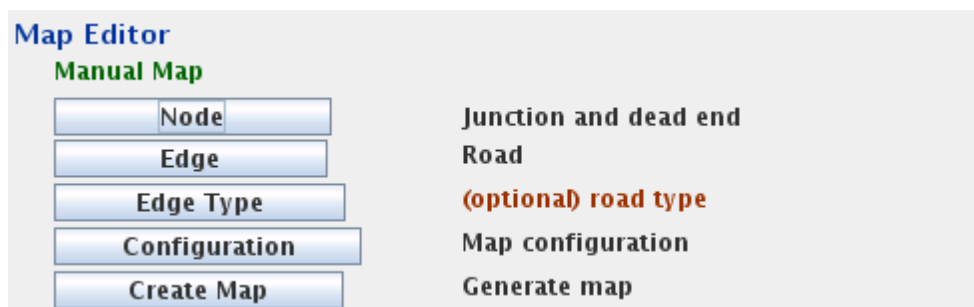 Map Editor
Manual Map
Node Junction and dead end
Edge Road
Edge Type (optional) road type
Configuration Map configuration
Create Map Generate map